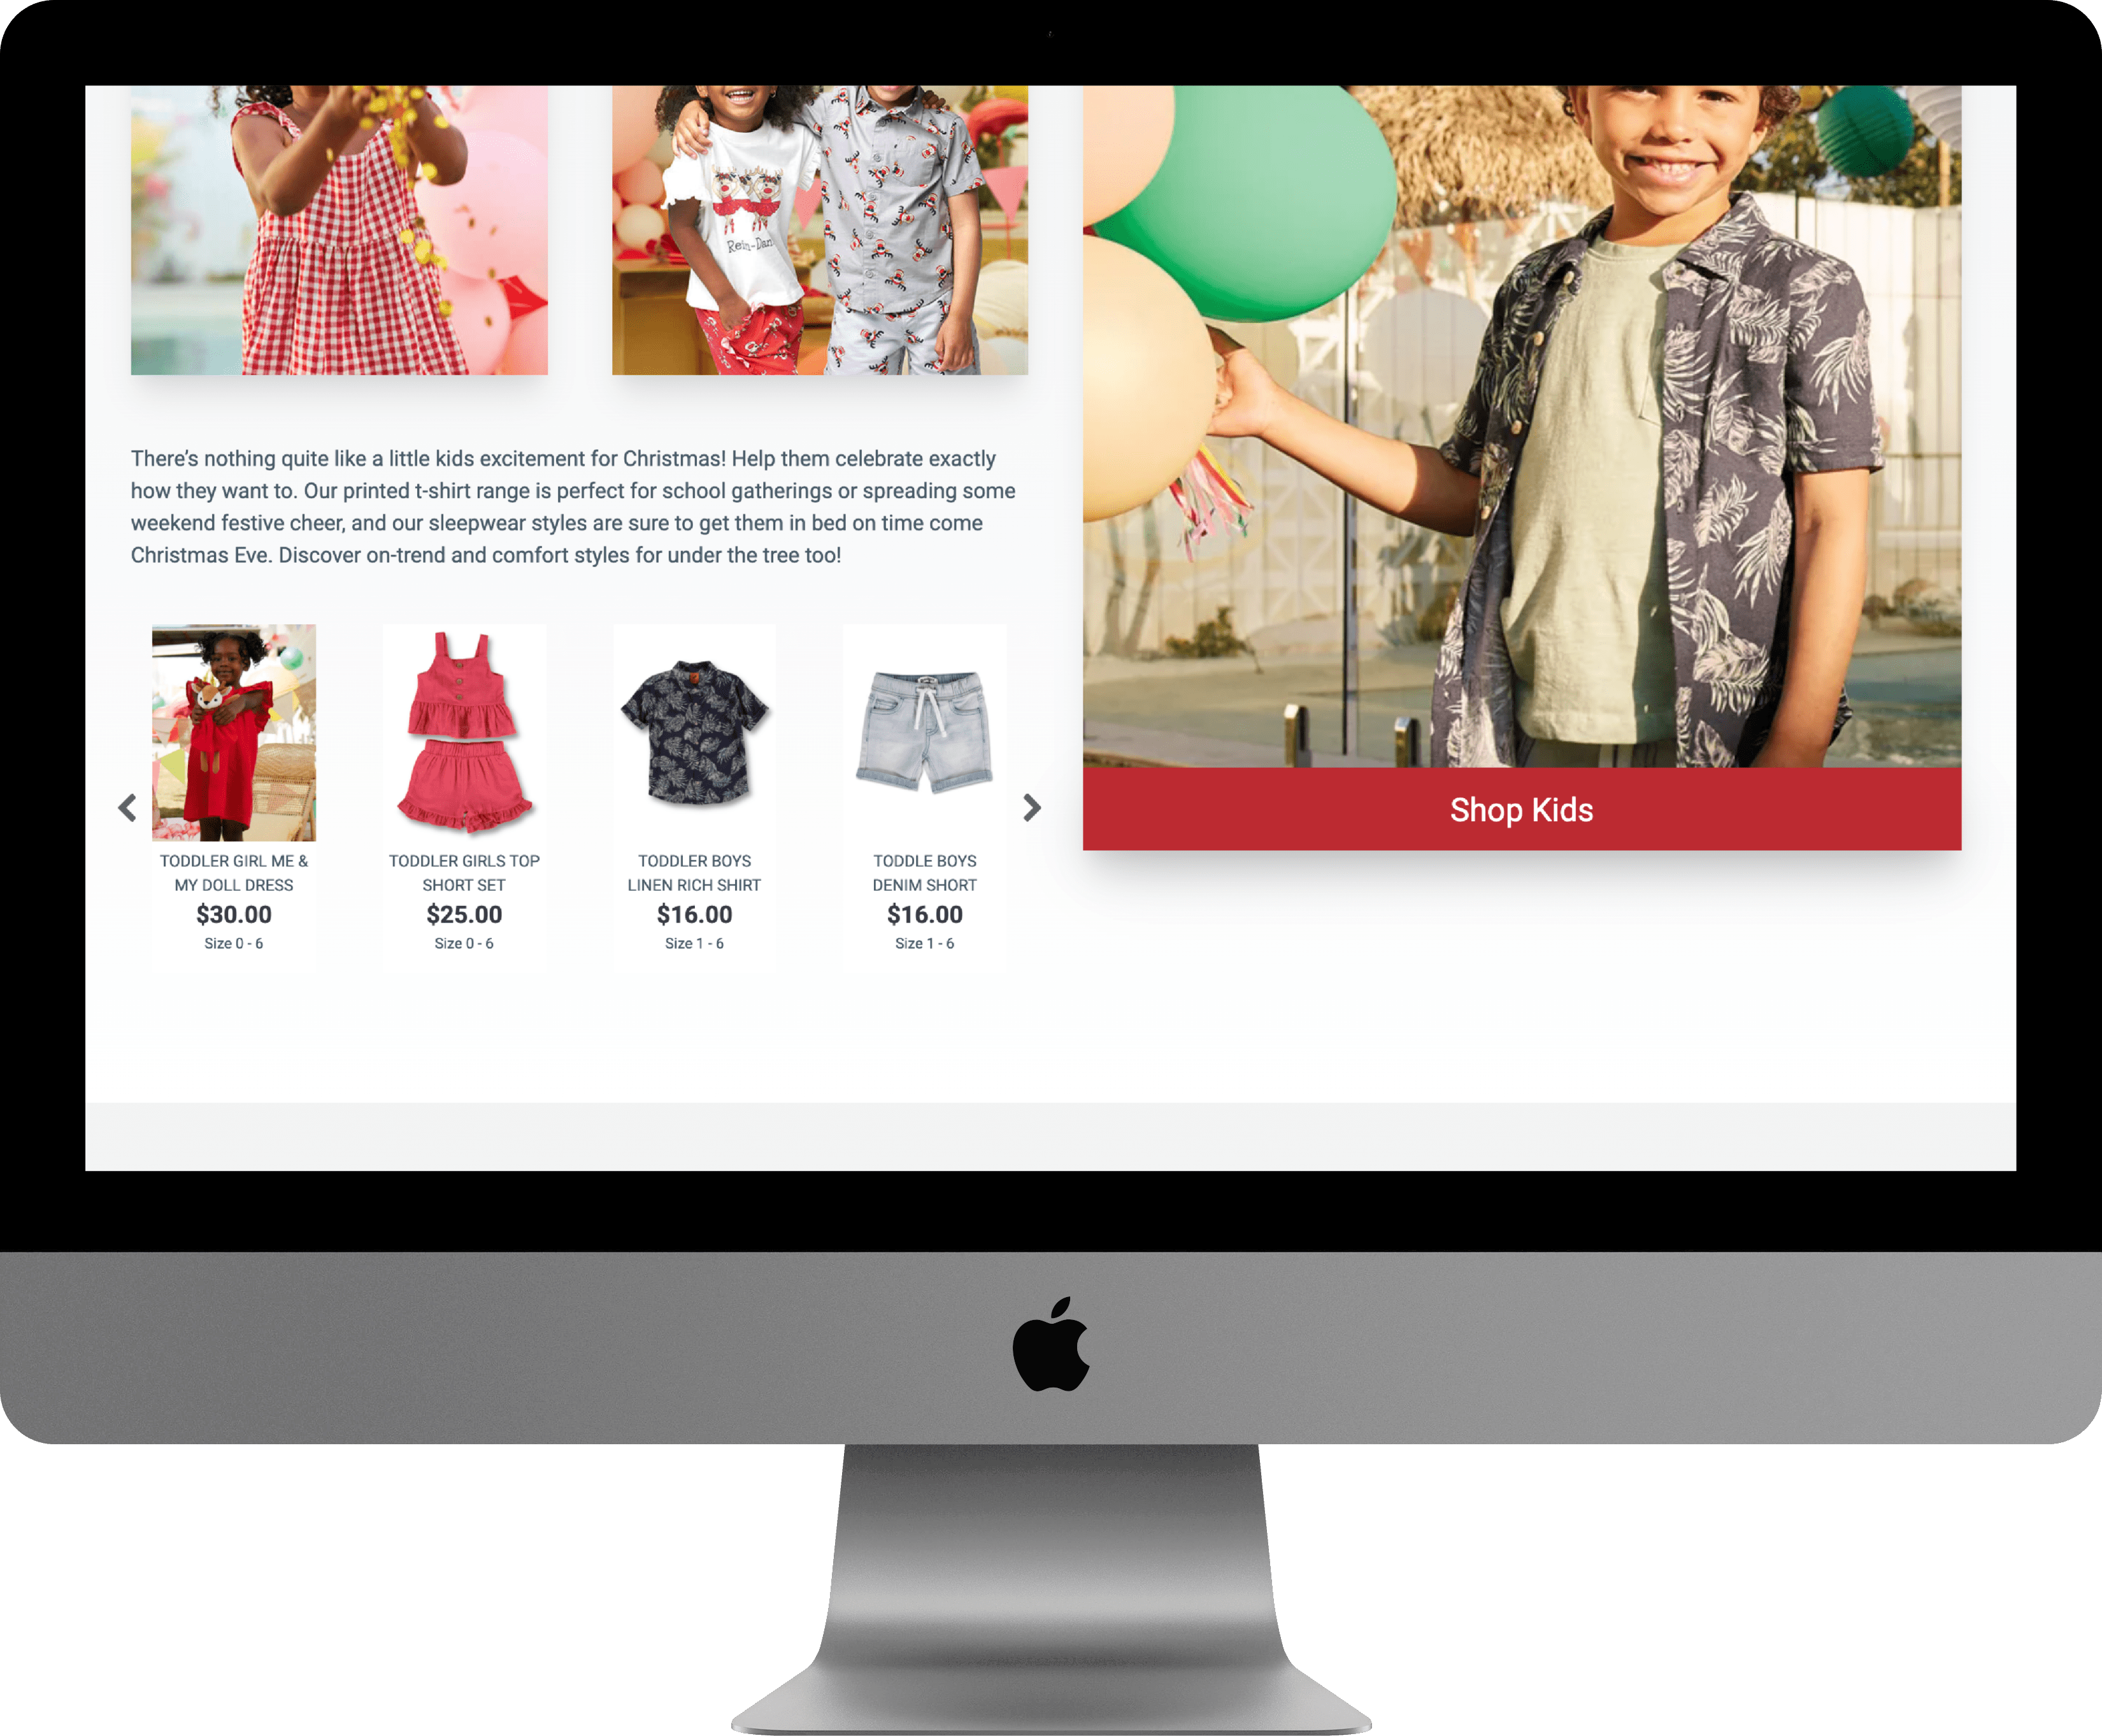 Rein-Dan
There’s nothing quite like a little kids excitement for Christmas! Help them celebrate exactly
how they want to. Our printed t-shirt range is perfect for school gatherings or spreading some
weekend festive cheer, and our sleepwear styles are sure to get them in bed on time come
Christmas Eve. Discover on-trend and comfort styles for under the tree too!
TODDLER GIRL ME &
MY DOLL DRESS
$30.00
Size 0 - 6
TODDLER GIRLS TOP
SHORT SET
$25.00
Size 0 - 6
TODDLER BOYS
LINEN RICH SHIRT
$16.00
Size 1 - 6
TODDLE BOYS
DENIM SHORT
$16.00
Size 1 - 6
Shop Kids